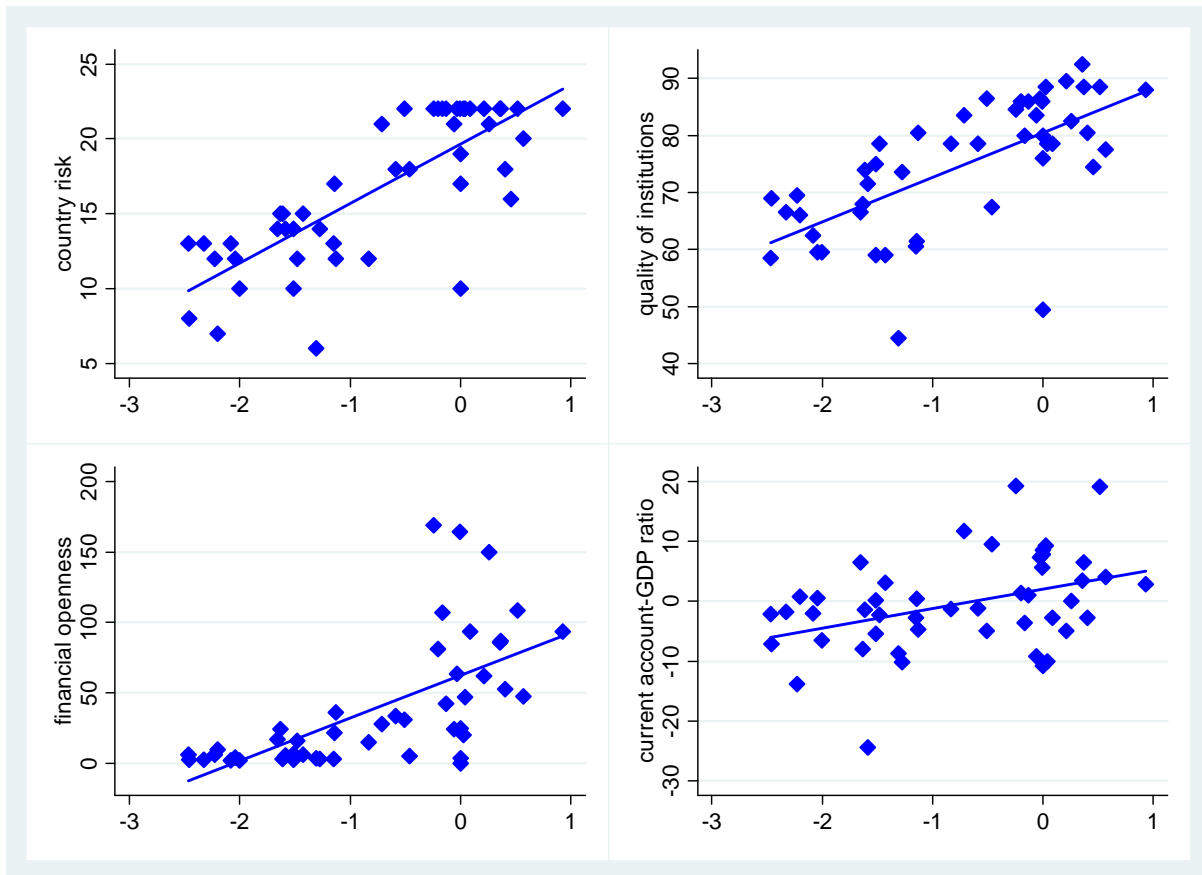 country risk
25
20
15
10
5
-3 -2 -1 0 1
quality of institutions
90
80
70
60
50
40
-3 -2 -1 0 1
financial openness
200
150
100
50
0
-3 -2 -1 0 1
current account-GDP ratio
20
10
0
-10
-20
-30
-3 -2 -1 0 1